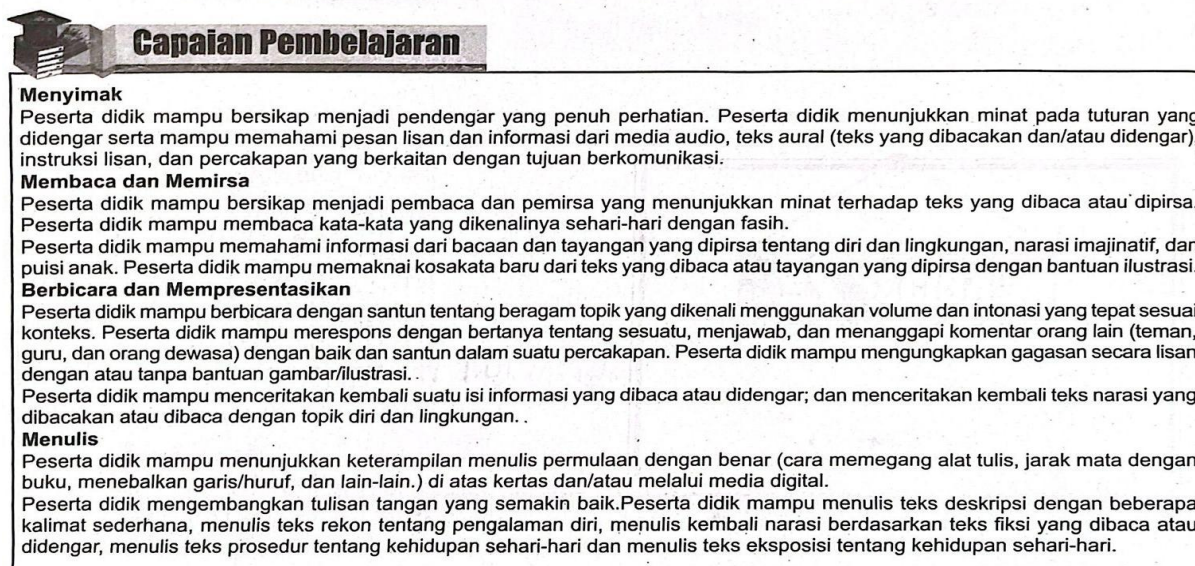 Capaian Pembelajaran
Menyimak
Peserta didik mampu bersikap menjadi pendengar yang penuh perhatian. Peserta didik menunjukkan minat pada tuturan yang
didengar serta mampu memahami pesan lisan dan informasi dari media audio, teks aural (teks yang dibacakan dan/atau didengar),
instruksi lisan, dan percakapan yang berkaitan dengan tujuan berkomunikasi.
Membaca dan Memirsa
Peserta didik mampu bersikap menjadi pembaca dan pemirsa yang menunjukkan minat terhadap teks yang dibaca atau dipirsa.
Peserta didik mampu membaca kata-kata yang dikenalinya sehari-hari dengan fasih.
Peserta didik mampu memahami informasi dari bacaan dan tayangan yang dipirsa tentang diri dan lingkungan, narasi imajinatif, dan
puisi anak. Peserta didik mampu memaknai kosakata baru dari teks yang dibaca atau tayangan yang dipirsa dengan bantuan ilustrasi.
Berbicara dan Mempresentasikan
Peserta didik mampu berbicara dengan santun tentang beragam topik yang dikenali menggunakan volume dan intonasi yang tepat sesuai
konteks. Peserta didik mampu merespons dengan bertanya tentang sesuatu, menjawab, dan menanggapi komentar orang lain (teman,
guru, dan orang dewasa) dengan baik dan santun dalam suatu percakapan. Peserta didik mampu mengungkapkan gagasan secara lisan
dengan atau tanpa bantuan gambar/ilustrasi. .
Peserta didik mampu menceritakan kembali suatu isi informasi yang dibaca atau didengar; dan menceritakan kembali teks narasi yang
dibacakan atau dibaca dengan topik diri dan lingkungan. .
Menulis
Peserta didik mampu menunjukkan keterampilan menulis permulaan dengan benar (cara memegang alat tulis, jarak mata dengan
buku, menebalkan garis/huruf, dan lain-lain.) di atas kertas dan/atau melalui media digital.
Peserta didik mengembangkan tulisan tangan yang semakin baik.Peserta didik mampu menulis teks deskripsi dengan beberapa
kalimat sederhana, menulis teks rekon tentang pengalaman diri, menulis kembali narasi berdasarkan teks fiksi yang dibaca atau
didengar, menulis teks prosedur tentang kehidupan sehari-hari dan menulis teks eksposisi tentang kehidupan sehari-hari.